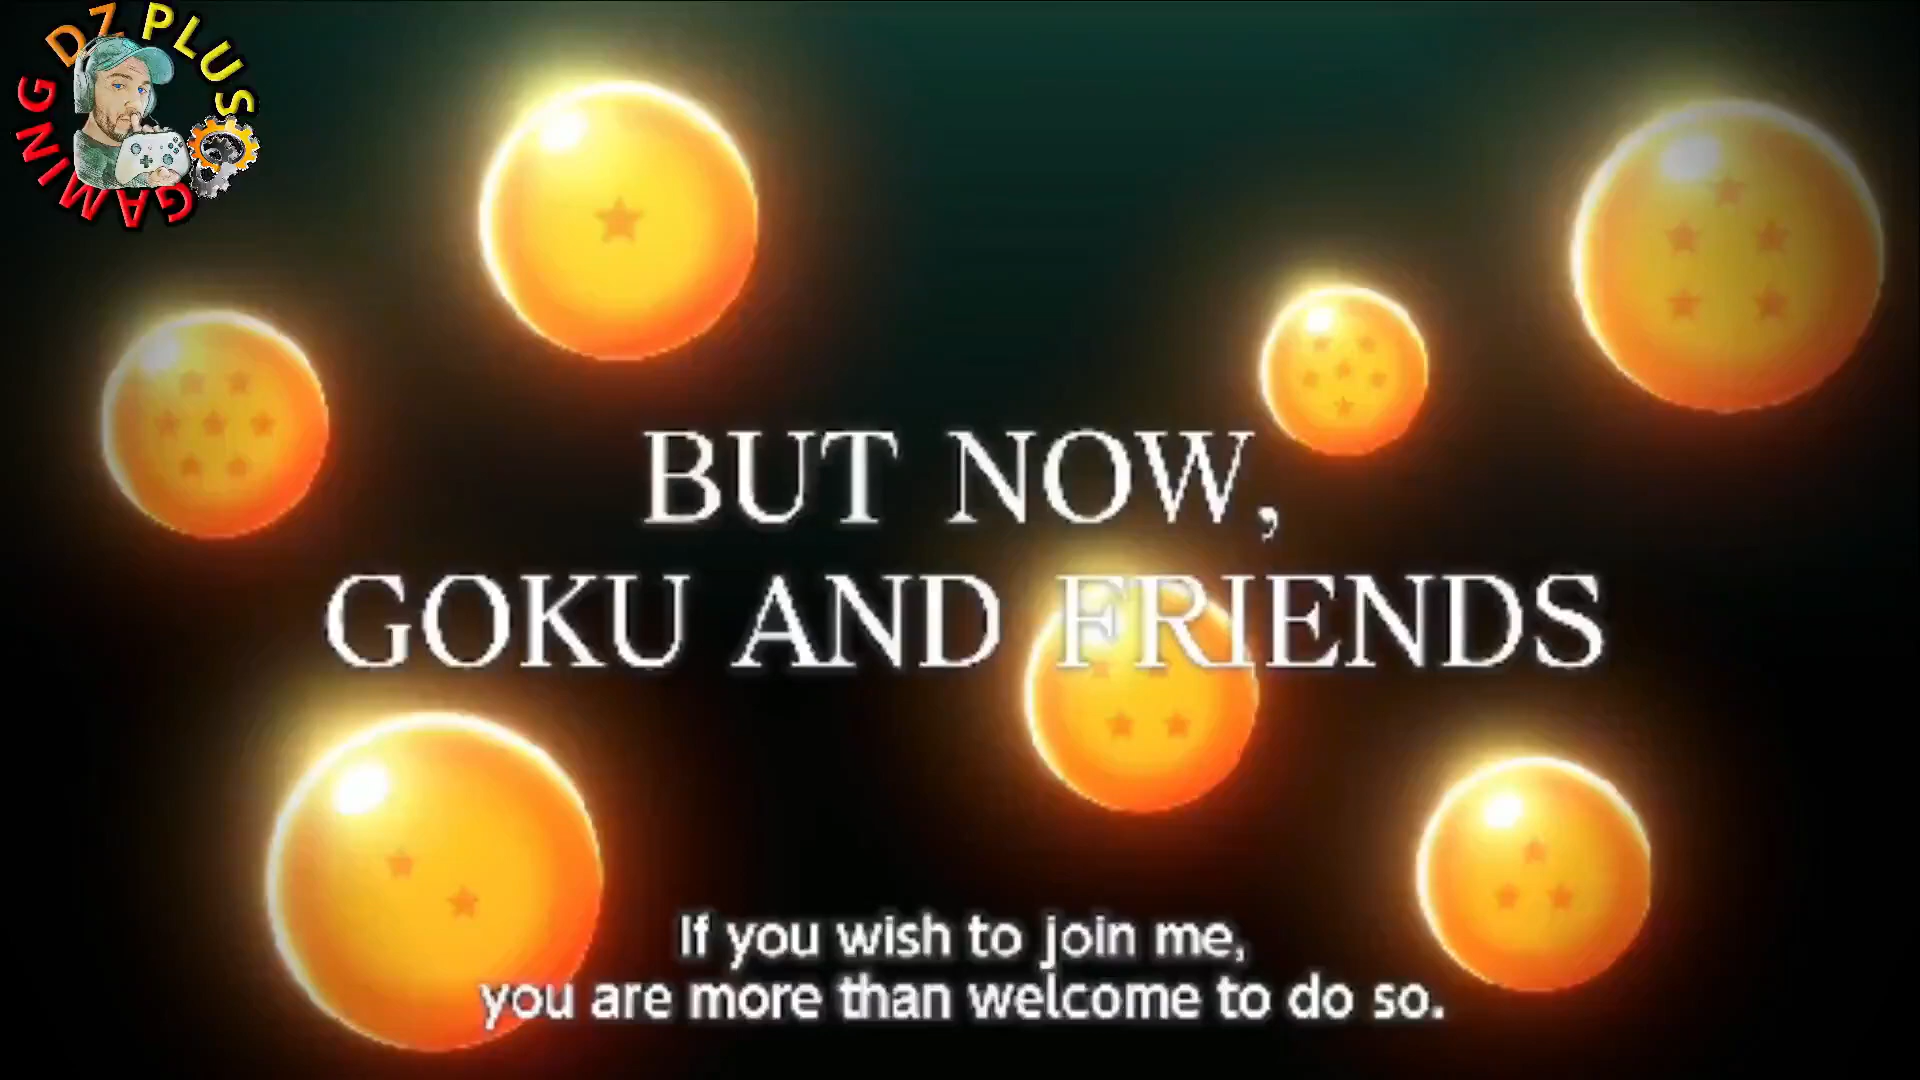 GAMING DZ PLUS
BUT NOW,
GOKU AND FRIENDS
If you wish to join me,
you are more than welcome to do so.